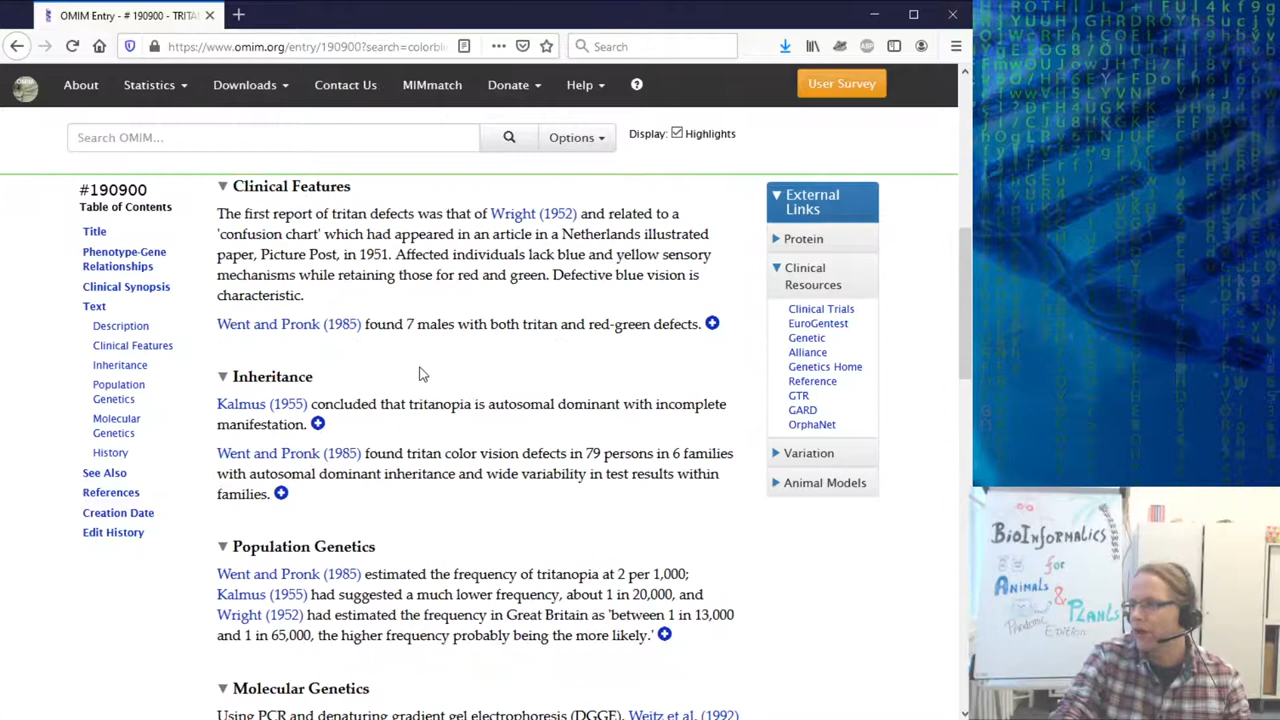 OMIM Entry - # 190900 - TRITA
https://www.omim.org/entry/190900?search=colorbli
Search
About
Statistics
Downloads
Contact Us
MIMmatch
Donate
Help
User Survey
Search OMIM...
Options
Display:
Highlights
#190900
Table of Contents
Title
Phenotype-Gene
Relationships
Clinical Synopsis
Text
Description
Clinical Features
Inheritance
Population
Genetics
Molecular
Genetics
History
See Also
References
Creation Date
Edit History
Clinical Features
The first report of tritan defects was that of Wright (1952) and related to a
'confusion chart' which had appeared in an article in a Netherlands illustrated
paper, Picture Post, in 1951. Affected individuals lack blue and yellow sensory
mechanisms while retaining those for red and green. Defective blue vision is
characteristic.
Went and Pronk (1985) found 7 males with both tritan and red-green defects.
Inheritance
Kalmus (1955) concluded that tritanopia is autosomal dominant with incomplete
manifestation.
Went and Pronk (1985) found tritan color vision defects in 79 persons in 6 families
with autosomal dominant inheritance and wide variability in test results within
families.
Population Genetics
Went and Pronk (1985) estimated the frequency of tritanopia at 2 per 1,000;
Kalmus (1955) had suggested a much lower frequency, about 1 in 20,000, and
Wright (1952) had estimated the frequency in Great Britain as 'between 1 in 13,000
and 1 in 65,000, the higher frequency probably being the more likely.'
Molecular Genetics
Using PCR and denaturing gradient gel electrophoresis (DGGE), Weitz et al. (1992)
External
Links
Protein
Clinical
Resources
Clinical Trials
EuroGentest
Genetic
Alliance
Genetics Home
Reference
GTR
GARD
OrphaNet
Variation
Animal Models
BioInformatics
for
Animals &
Plants
Pandemic
Edition